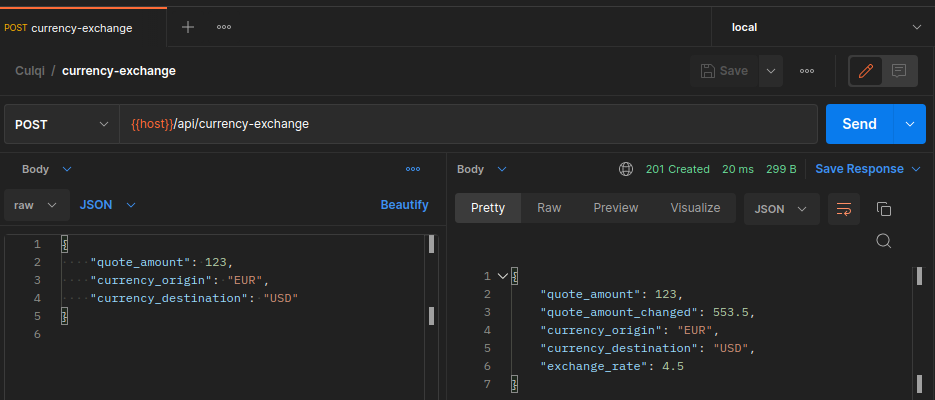 POST currency-exchange
local
Culqi / currency-exchange
Save
POST
{{host}}/api/currency-exchange
Send
Body
raw
JSON
Beautify
1 {
2 "quote_amount": 123,
3 "currency_origin": "EUR",
4 "currency_destination": "USD"
5 }
6
Body
201 Created 20 ms 299 B
Save Response
Pretty Raw Preview Visualize
JSON
1 {
2 "quote_amount": 123,
3 "quote_amount_changed": 553.5,
4 "currency_origin": "EUR",
5 "currency_destination": "USD",
6 "exchange_rate": 4.5
7 }